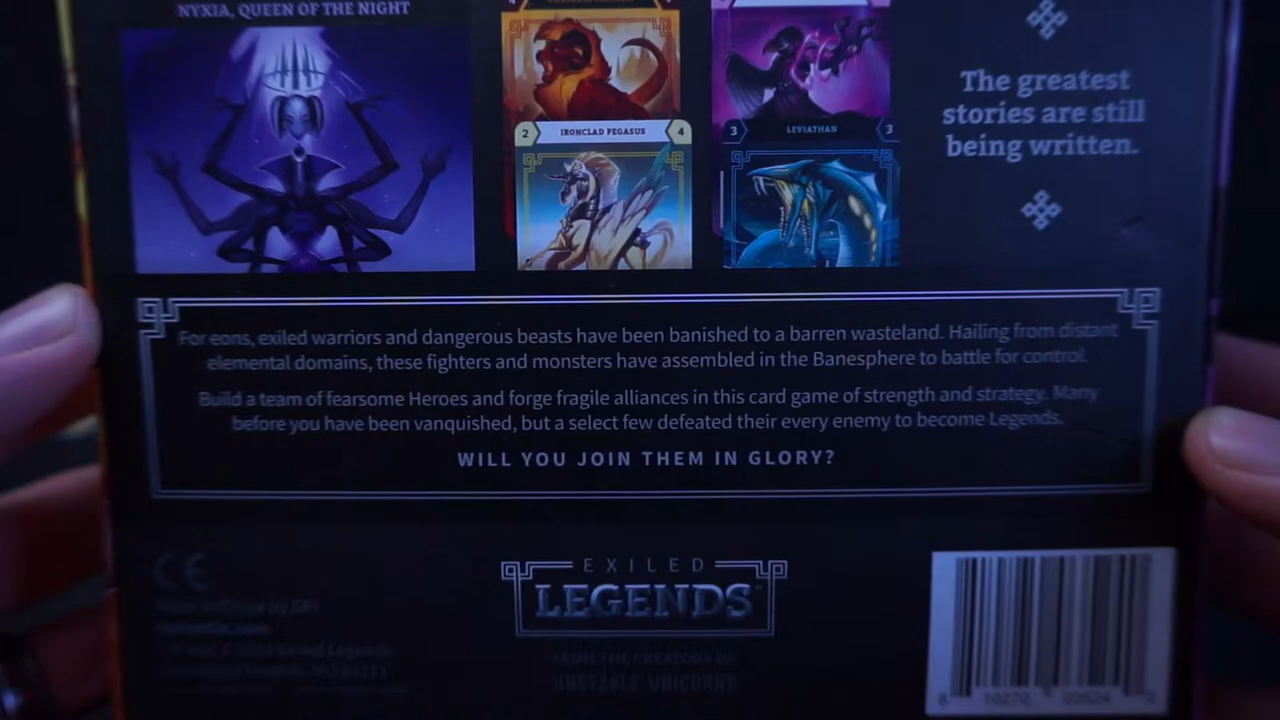 NYXIA, QUEEN OF THE NIGHT
2 IRONCLAD PEGASUS 4
3 LEVIATHAN 3
The greatest
stories are still
being written.
For eons, exiled warriors and dangerous beasts have been banished to a barren wasteland. Hailing from distant
elemental domains, these fighters and monsters have assembled in the Banesphere to battle for control.
Build a team of fearsome Heroes and forge fragile alliances in this card game of strength and strategy. Many
before you have been vanquished, but a select few defeated their every enemy to become Legends.
WILL YOU JOIN THEM IN GLORY?
CE
EXILED
LEGENDS
FROM THE CREATORS OF
UNSTABLE UNICORNS